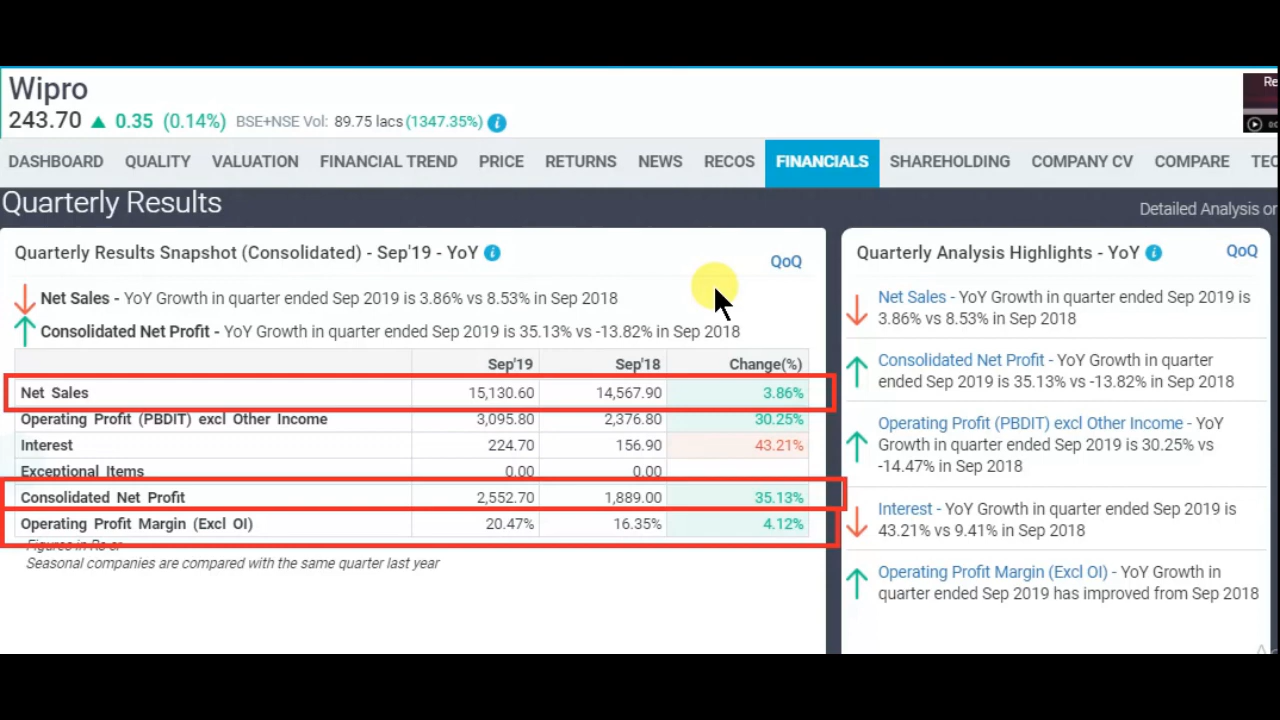 Wipro
243.70 ▲ 0.35 (0.14%) BSE+NSE Vol: 89.75 lacs (1347.35%) i
DASHBOARD QUALITY VALUATION FINANCIAL TREND PRICE RETURNS NEWS RECOS FINANCIALS SHAREHOLDING COMPANY CV COMPARE TEC
Quarterly Results
Detailed Analysis or
Quarterly Results Snapshot (Consolidated) - Sep'19 - YoY i
QoQ
Net Sales - YoY Growth in quarter ended Sep 2019 is 3.86% vs 8.53% in Sep 2018
Consolidated Net Profit - YoY Growth in quarter ended Sep 2019 is 35.13% vs -13.82% in Sep 2018
Sep'19 Sep'18 Change(%)
Net Sales 15,130.60 14,567.90 3.86%
Operating Profit (PBDIT) excl Other Income 3,095.80 2,376.80 30.25%
Interest 224.70 156.90 43.21%
Exceptional Items 0.00 0.00
Consolidated Net Profit 2,552.70 1,889.00 35.13%
Operating Profit Margin (Excl OI) 20.47% 16.35% 4.12%
Figures in Rs cr
Seasonal companies are compared with the same quarter last year
Quarterly Analysis Highlights - YoY i
QoQ
Net Sales - YoY Growth in quarter ended Sep 2019 is
3.86% vs 8.53% in Sep 2018
Consolidated Net Profit - YoY Growth in quarter
ended Sep 2019 is 35.13% vs -13.82% in Sep 2018
Operating Profit (PBDIT) excl Other Income - YoY
Growth in quarter ended Sep 2019 is 30.25% vs
-14.47% in Sep 2018
Interest - YoY Growth in quarter ended Sep 2019 is
43.21% vs 9.41% in Sep 2018
Operating Profit Margin (Excl OI) - YoY Growth in
quarter ended Sep 2019 has improved from Sep 2018